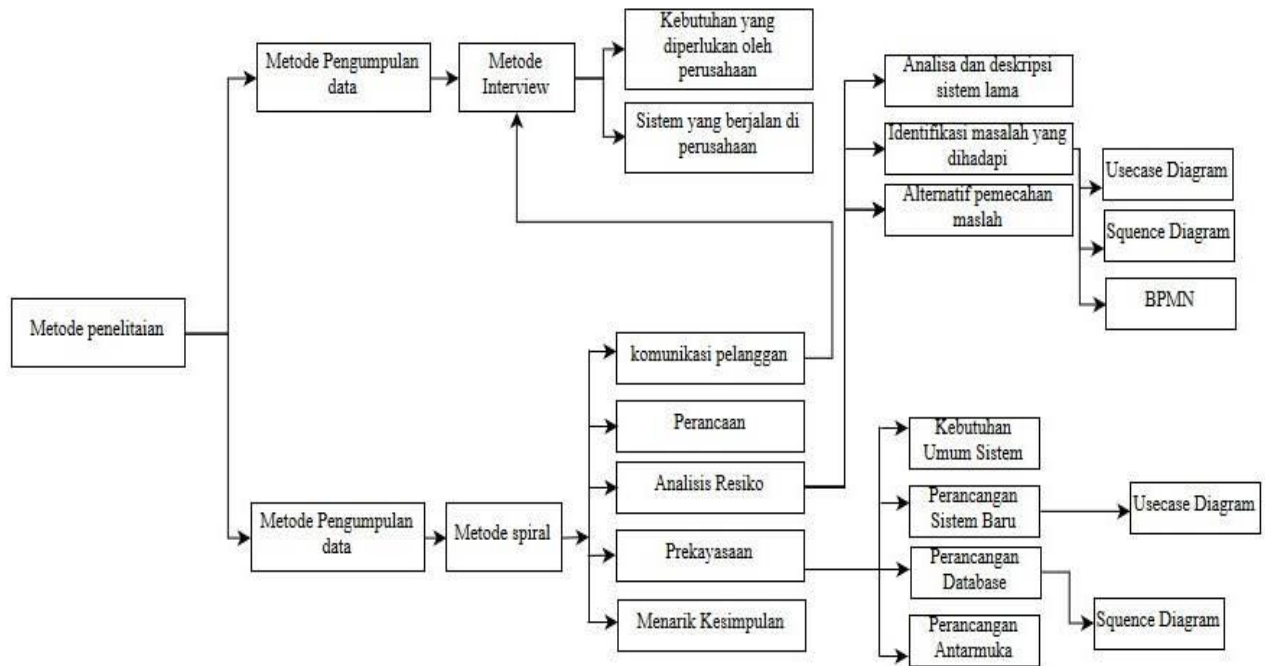 Metode penelitaian
Metode Pengumpulan
data
Metode
Interview
Kebutuhan yang
diperlukan oleh
perusahaan
Sistem yang berjalan di
perusahaan
Analisa dan deskripsi
sistem lama
Identifikasi masalah yang
dihadapi
Alternatif pemecahan
maslah
Usecase Diagram
Squence Diagram
BPMN
Metode Pengumpulan
data
Metode spiral
komunikasi pelanggan
Perancaan
Analisis Resiko
Prekayasaan
Menarik Kesimpulan
Kebutuhan
Umum Sistem
Perancangan
Sistem Baru
Perancangan
Database
Perancangan
Antarmuka
Usecase Diagram
Squence Diagram